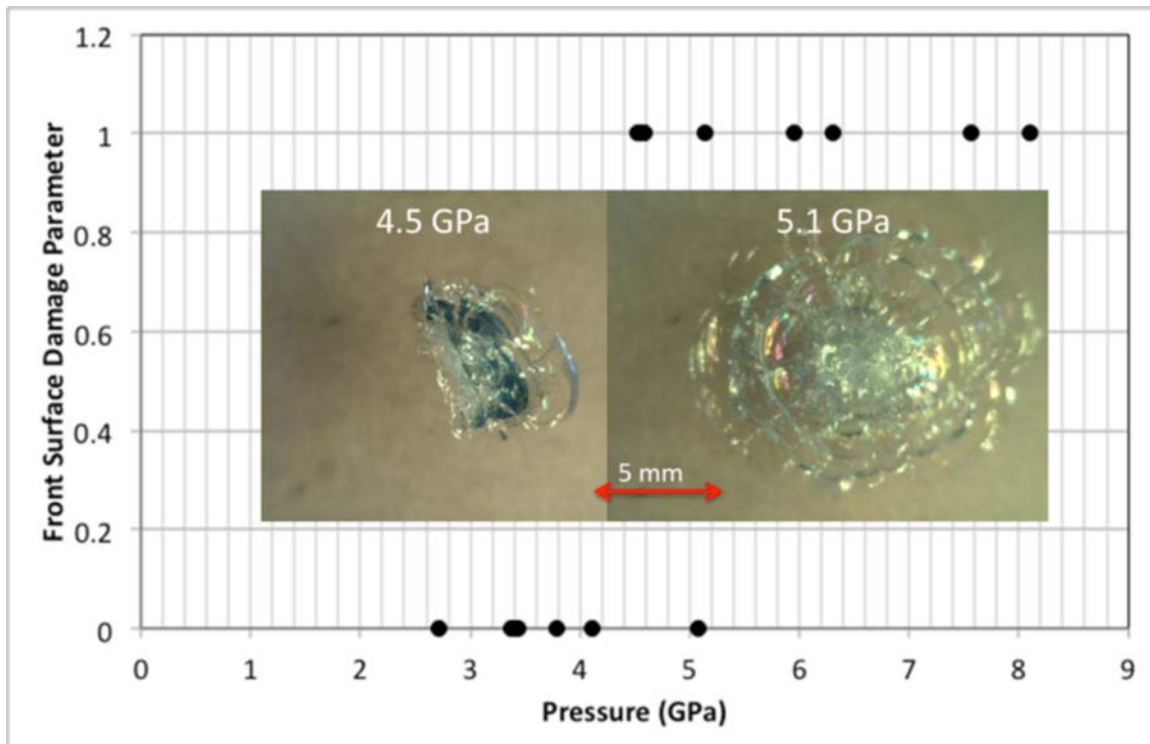 1.2
1
0.8
0.6
0.4
0.2
0
Front Surface Damage Parameter
4.5 GPa
5.1 GPa
5 mm
0 1 2 3 4 5 6 7 8 9
Pressure (GPa)